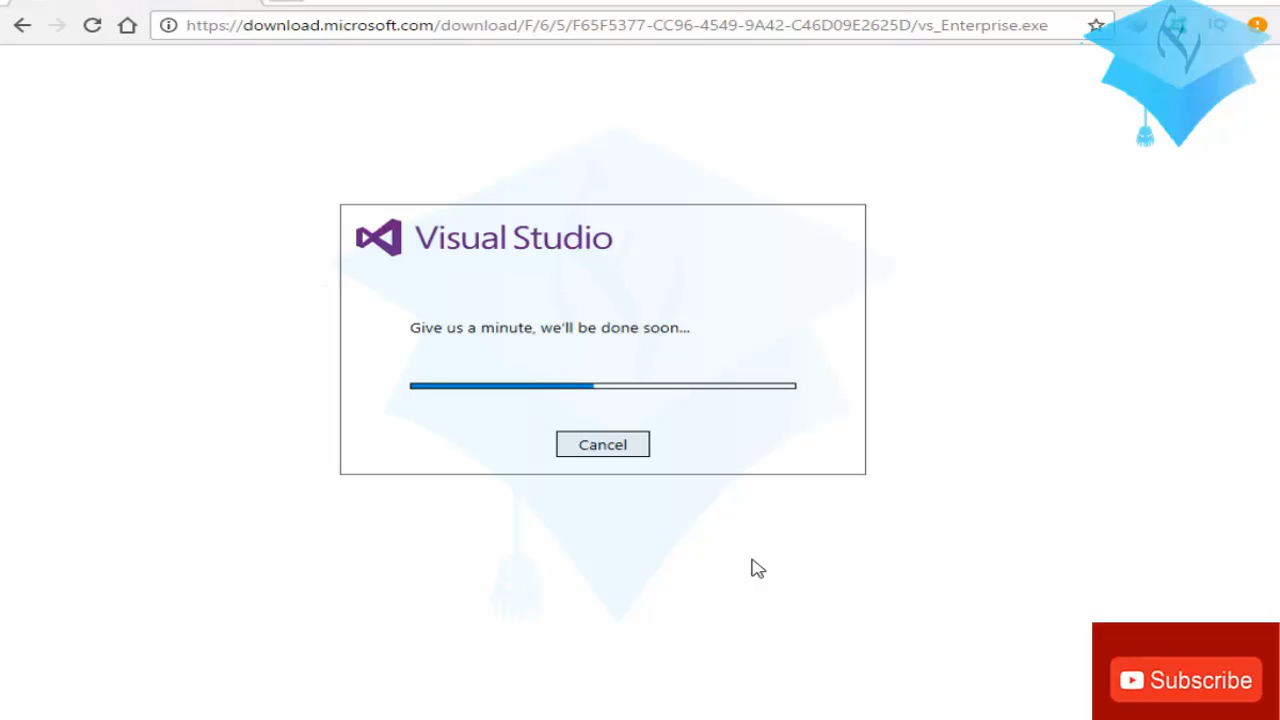 https://download.microsoft.com/download/F/6/5/F65F5377-CC96-4549-9A42-C46D09E2625D/vs_Enterprise.exe
Visual Studio
Give us a minute, we'll be done soon...
Cancel
Subscribe